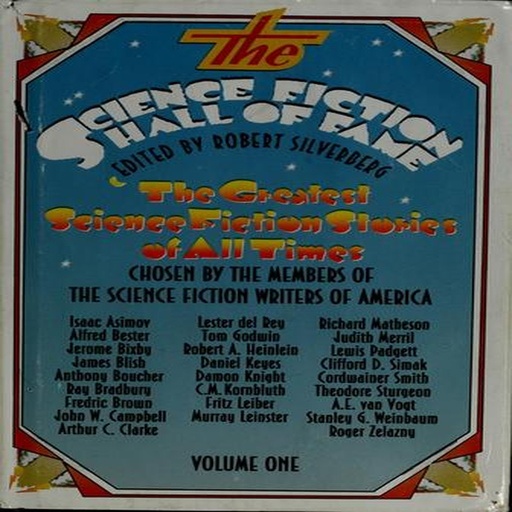 The
SCIENCE FICTION
HALL OF FAME
EDITED BY ROBERT SILVERBERG
The Greatest
Science Fiction Stories
of All Times
CHOSEN BY THE MEMBERS OF
THE SCIENCE FICTION WRITERS OF AMERICA
Isaac Asimov
Alfred Bester
Jerome Bixby
James Blish
Anthony Boucher
Ray Bradbury
Fredric Brown
John W. Campbell
Arthur C. Clarke
Lester del Rey
Tom Godwin
Robert A. Heinlein
Daniel Keyes
Damon Knight
C.M. Kornbluth
Fritz Leiber
Murray Leinster
Richard Matheson
Judith Merril
Lewis Padgett
Clifford D. Simak
Cordwainer Smith
Theodore Sturgeon
A.E. van Vogt
Stanley G. Weinbaum
Roger Zelazny
VOLUME ONE